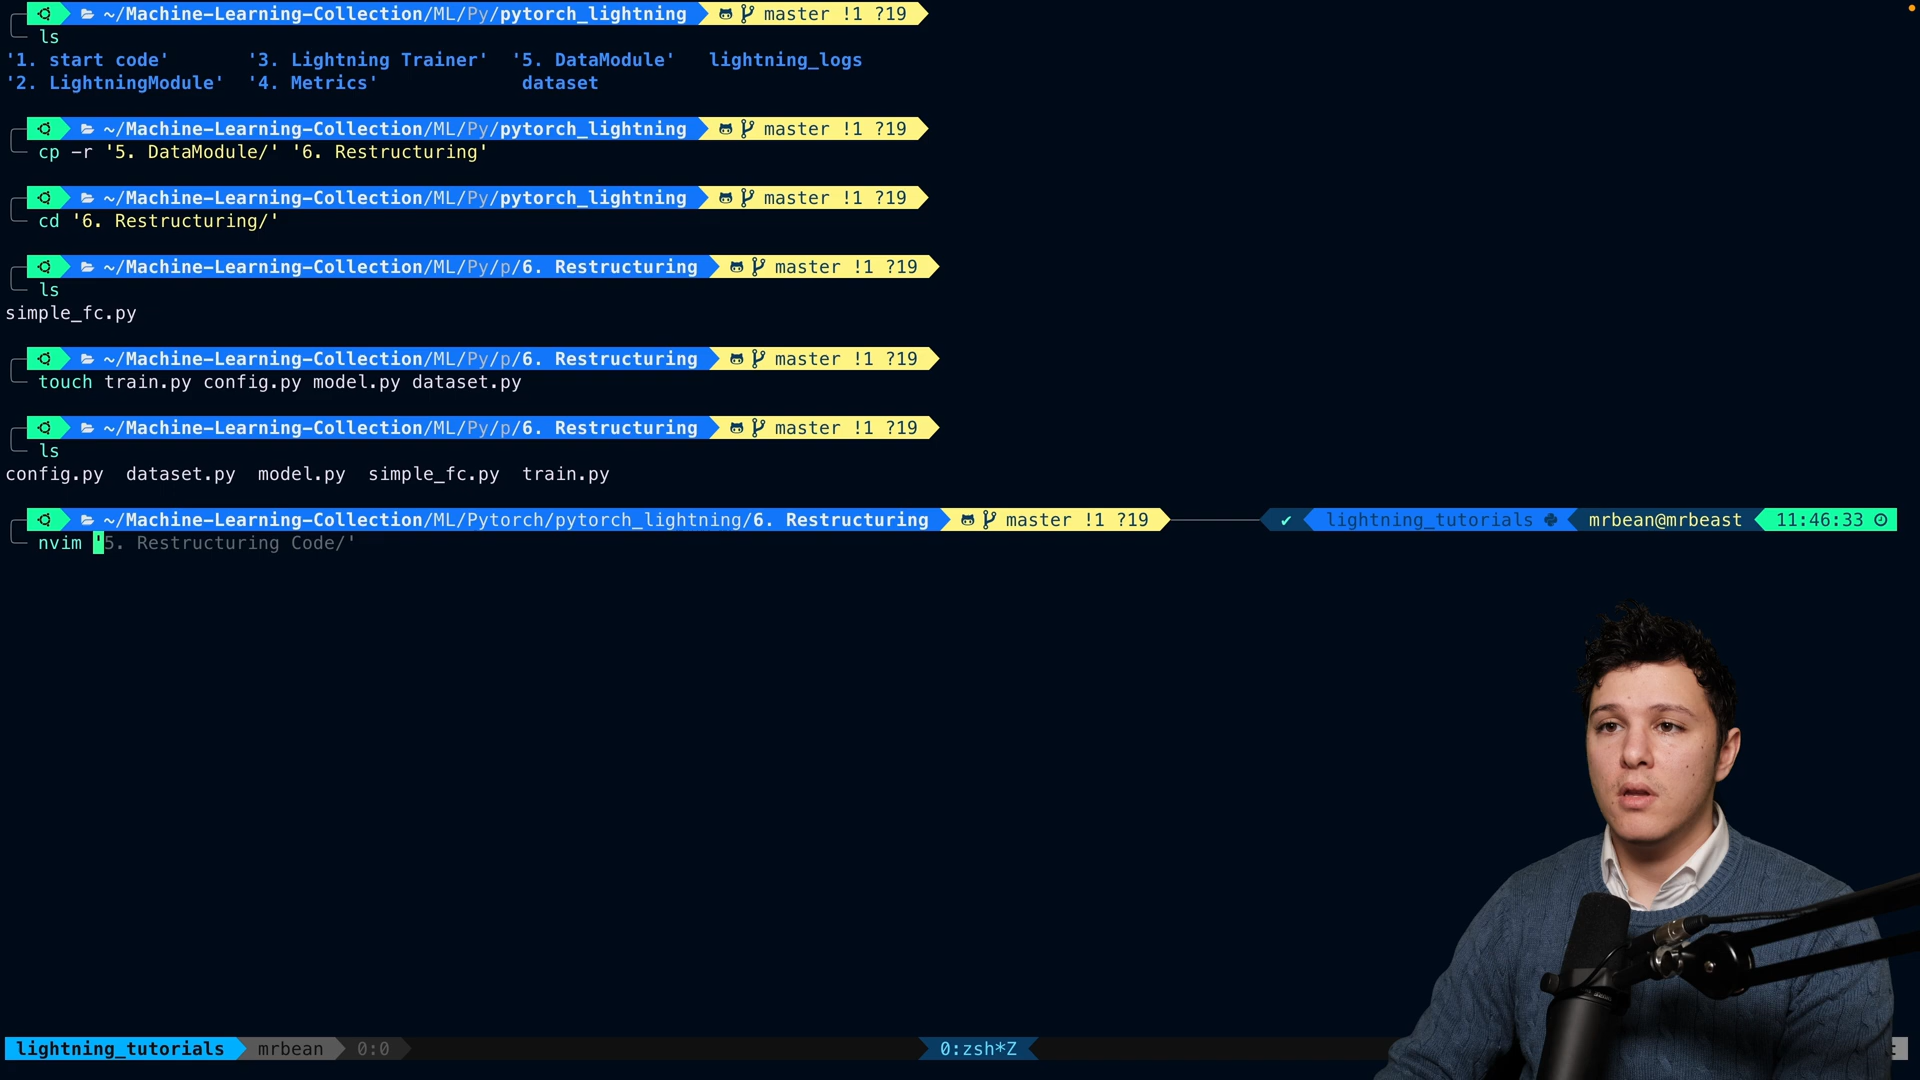 ~/Machine-Learning-Collection/ML/Py/pytorch_lightning master !1 ?19
ls
'1. start code' '3. Lightning Trainer' '5. DataModule' lightning_logs
'2. LightningModule' '4. Metrics' dataset
~/Machine-Learning-Collection/ML/Py/pytorch_lightning master !1 ?19
cp -r '5. DataModule/' '6. Restructuring'
~/Machine-Learning-Collection/ML/Py/pytorch_lightning master !1 ?19
cd '6. Restructuring/'
~/Machine-Learning-Collection/ML/Py/p/6. Restructuring master !1 ?19
ls
simple_fc.py
~/Machine-Learning-Collection/ML/Py/p/6. Restructuring master !1 ?19
touch train.py config.py model.py dataset.py
~/Machine-Learning-Collection/ML/Py/p/6. Restructuring master !1 ?19
ls
config.py dataset.py model.py simple_fc.py train.py
~/Machine-Learning-Collection/ML/Pytorch/pytorch_lightning/6. Restructuring master !1 ?19 ✔ lightning_tutorials mrbean@mrbeast 11:46:33
nvim '5. Restructuring Code/'
lightning_tutorials mrbean 0:0 0:zsh*Z